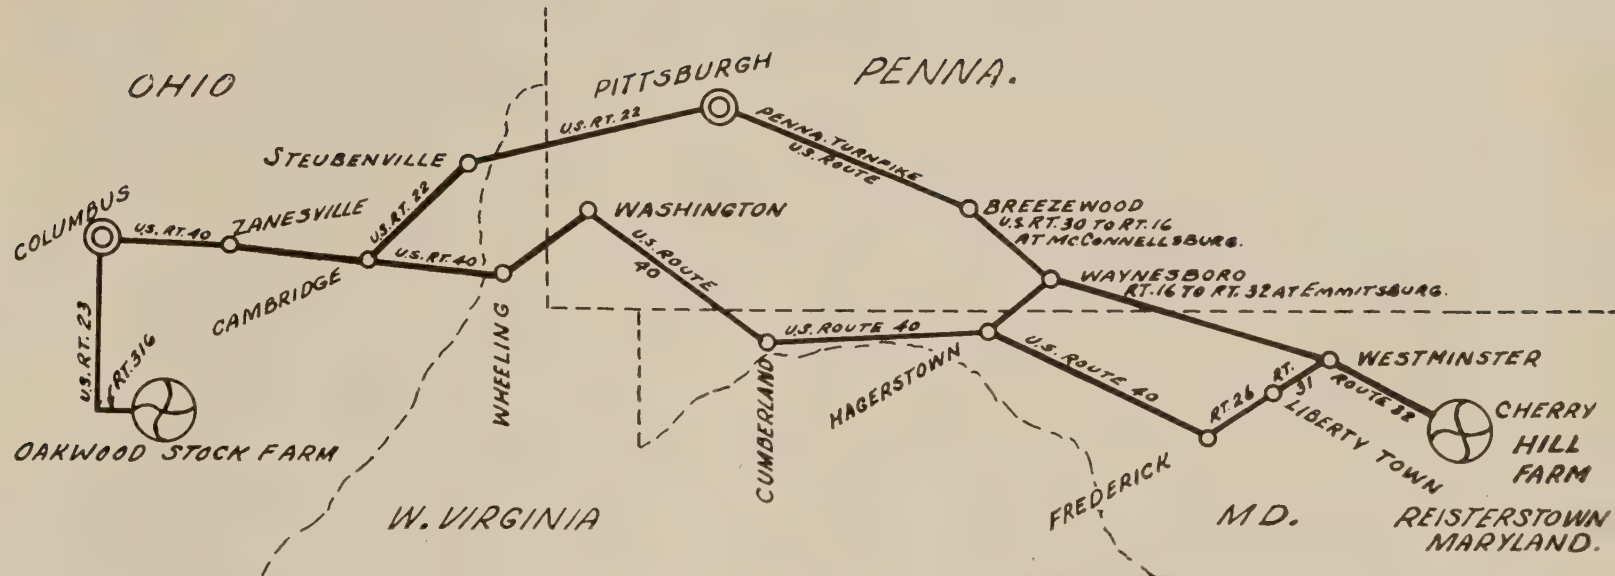 OHIO
PITTSBURGH
PENNA.
U.S. RT. 22
PENNA. TURNPIKE
U.S. ROUTE
STEUBENVILLE
U.S. RT. 22
COLUMBUS
U.S. RT. 40
ZANESVILLE
CAMBRIDGE
U.S. RT. 40
WASHINGTON
U.S. ROUTE
40
BREEZEWOOD
U.S. RT. 30 TO RT. 16
AT MCCONNELLSBURG.
WAYNESBORO
RT. 16 TO RT. 32 AT EMMITSBURG.
U.S. RT. 23
RT. 316
WHEELING
U.S. ROUTE 40
CUMBERLAND
HAGERSTOWN
U.S. ROUTE 40
RT. 26
RT.
31
WESTMINSTER
ROUTE 32
LIBERTY TOWN
CHERRY
HILL
FARM
OAKWOOD STOCK FARM
FREDERICK
W. VIRGINIA
MD.
REISTERSTOWN
MARYLAND.